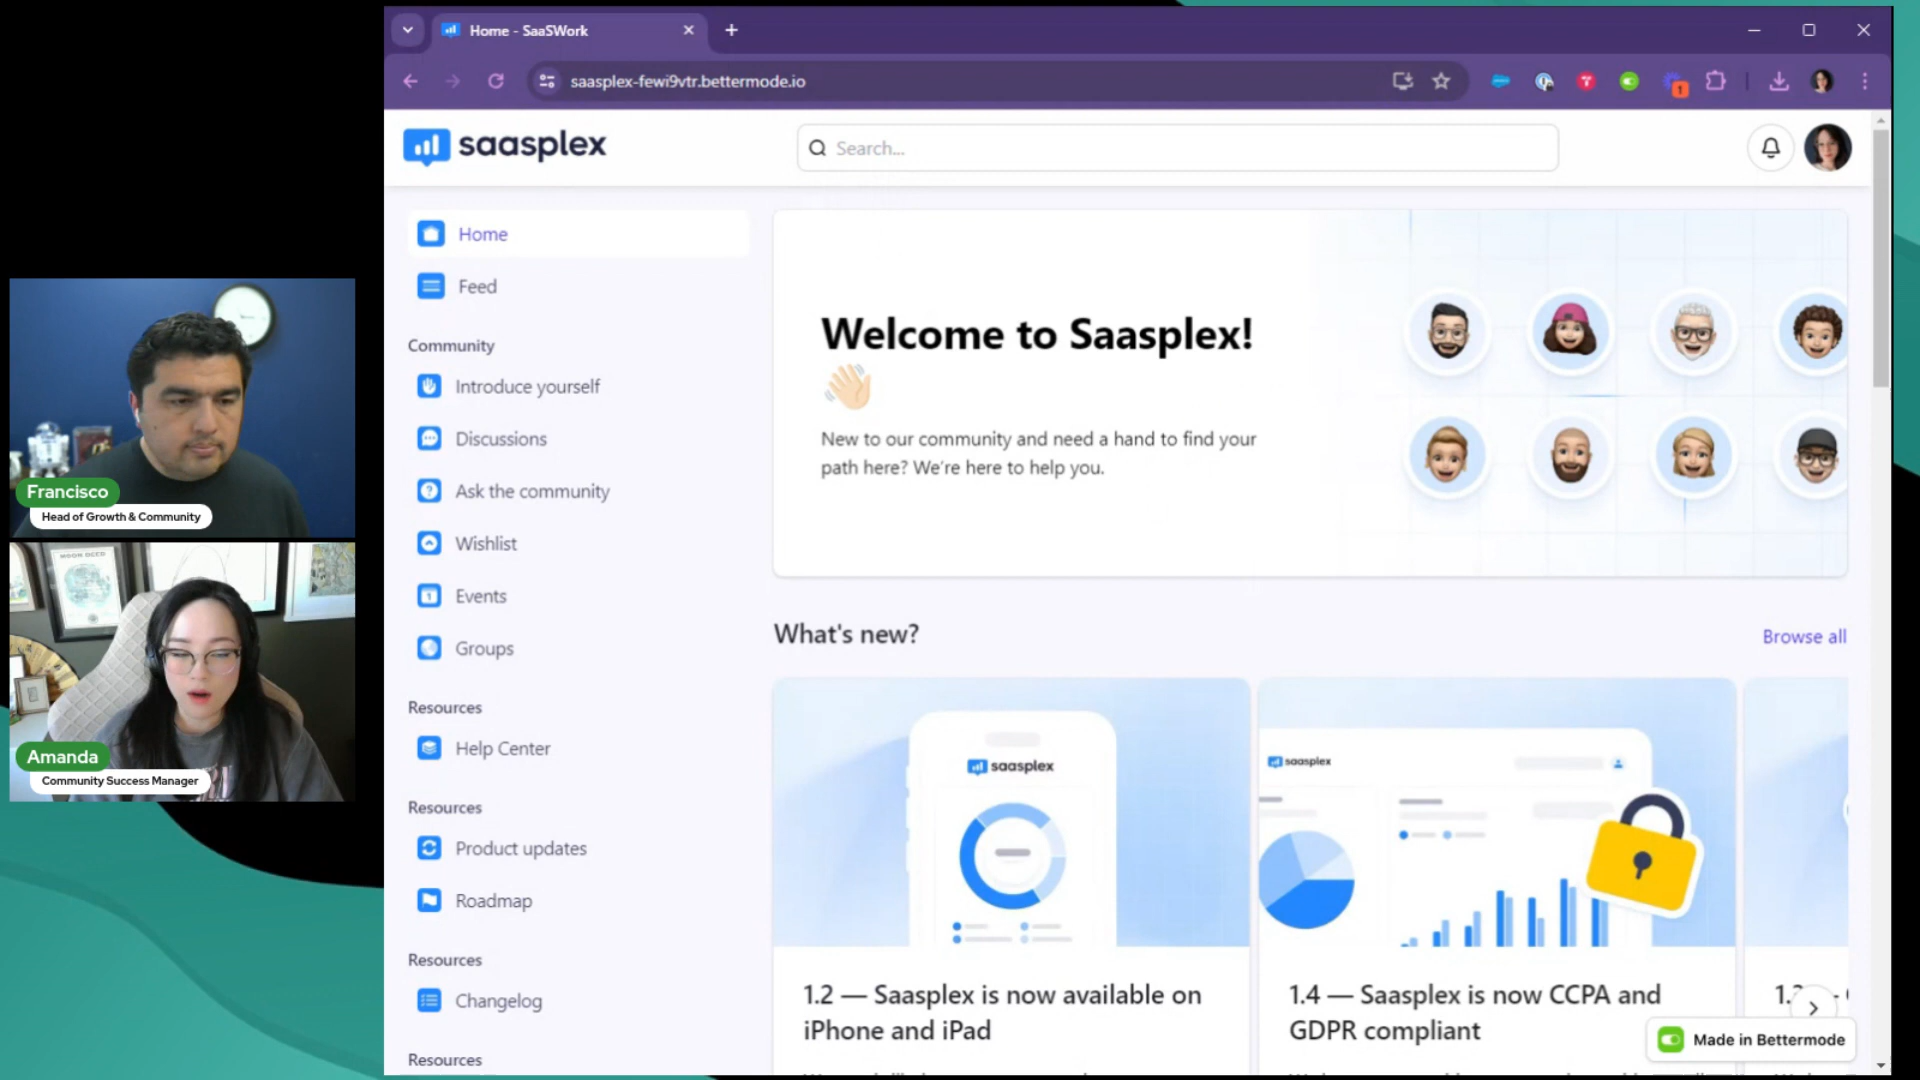 Home - SaaSWork
saasplex-fewi9vtr.bettermode.io
1
saasplex
Search...
Home
Feed
Community
Introduce yourself
Discussions
Ask the community
Wishlist
Events
Groups
Resources
Help Center
Resources
Product updates
Roadmap
Resources
Changelog
Resources
Welcome to Saasplex!
👋🏻
New to our community and need a hand to find your
path here? We're here to help you.
What's new?
Browse all
saasplex
saasplex
1.2 — Saasplex is now available on
iPhone and iPad
1.4 — Saasplex is now CCPA and
GDPR compliant
Made in Bettermode
Francisco
Head of Growth & Community
MOON DEED
Amanda
Community Success Manager